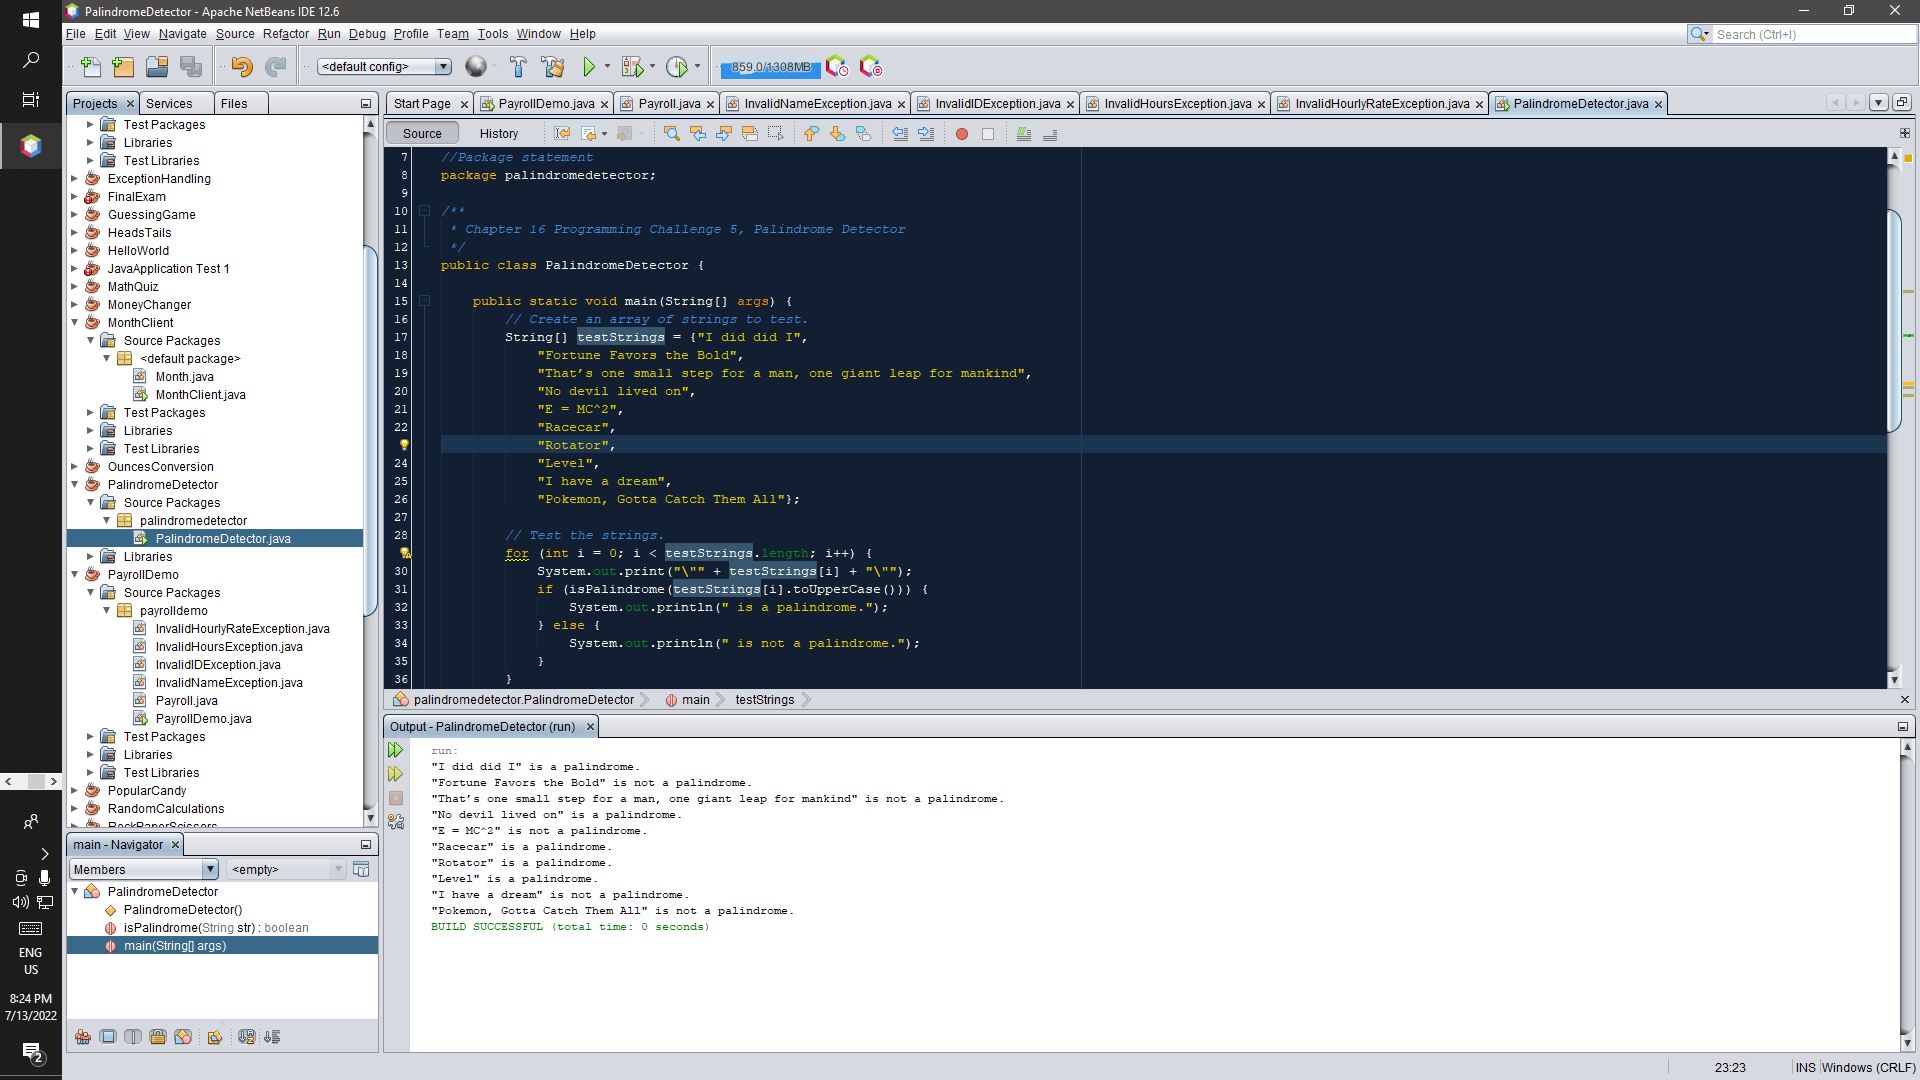 PalindromeDetector - Apache NetBeans IDE 12.6
File Edit View Navigate Source Refactor Run Debug Profile Team Tools Window Help
Search (Ctrl+I)
<default config>
859.0/1308MB
Projects Services Files
Start Page PayrollDemo.java Payroll.java InvalidNameException.java InvalidIDException.java InvalidHoursException.java InvalidHourlyRateException.java PalindromeDetector.java
Source History
Test Packages
Libraries
Test Libraries
ExceptionHandling
FinalExam
GuessingGame
HeadsTails
HelloWorld
JavaApplication Test 1
MathQuiz
MoneyChanger
MonthClient
Source Packages
<default package>
Month.java
MonthClient.java
Test Packages
Libraries
Test Libraries
OuncesConversion
PalindromeDetector
Source Packages
palindromedetector
PalindromeDetector.java
Libraries
PayrollDemo
Source Packages
payrolldemo
InvalidHourlyRateException.java
InvalidHoursException.java
InvalidIDException.java
InvalidNameException.java
Payroll.java
PayrollDemo.java
Test Packages
Libraries
Test Libraries
PopularCandy
RandomCalculations
RockPaperScissors
7 //Package statement
8 package palindromedetector;
9
10 /**
11 * Chapter 16 Programming Challenge 5, Palindrome Detector
12 */
13 public class PalindromeDetector {
14
15 public static void main(String[] args) {
16 // Create an array of strings to test.
17 String[] testStrings = {"I did did I",
18 "Fortune Favors the Bold",
19 "That’s one small step for a man, one giant leap for mankind",
20 "No devil lived on",
21 "E = MC^2",
22 "Racecar",
"Rotator",
24 "Level",
25 "I have a dream",
26 "Pokemon, Gotta Catch Them All"};
27
28 // Test the strings.
for (int i = 0; i < testStrings.length; i++) {
30 System.out.print("\"" + testStrings[i] + "\"");
31 if (isPalindrome(testStrings[i].toUpperCase())) {
32 System.out.println(" is a palindrome.");
33 } else {
34 System.out.println(" is not a palindrome.");
35 }
36 }
palindromedetector.PalindromeDetector main testStrings
Output - PalindromeDetector (run)
run:
"I did did I" is a palindrome.
"Fortune Favors the Bold" is not a palindrome.
"That’s one small step for a man, one giant leap for mankind" is not a palindrome.
"No devil lived on" is a palindrome.
"E = MC^2" is not a palindrome.
"Racecar" is a palindrome.
"Rotator" is a palindrome.
"Level" is a palindrome.
"I have a dream" is not a palindrome.
"Pokemon, Gotta Catch Them All" is not a palindrome.
BUILD SUCCESSFUL (total time: 0 seconds)
main - Navigator
Members <empty>
PalindromeDetector
PalindromeDetector()
isPalindrome(String str) : boolean
main(String[] args)
ENG
US
8:24 PM
7/13/2022
2
23:23 INS Windows (CRLF)